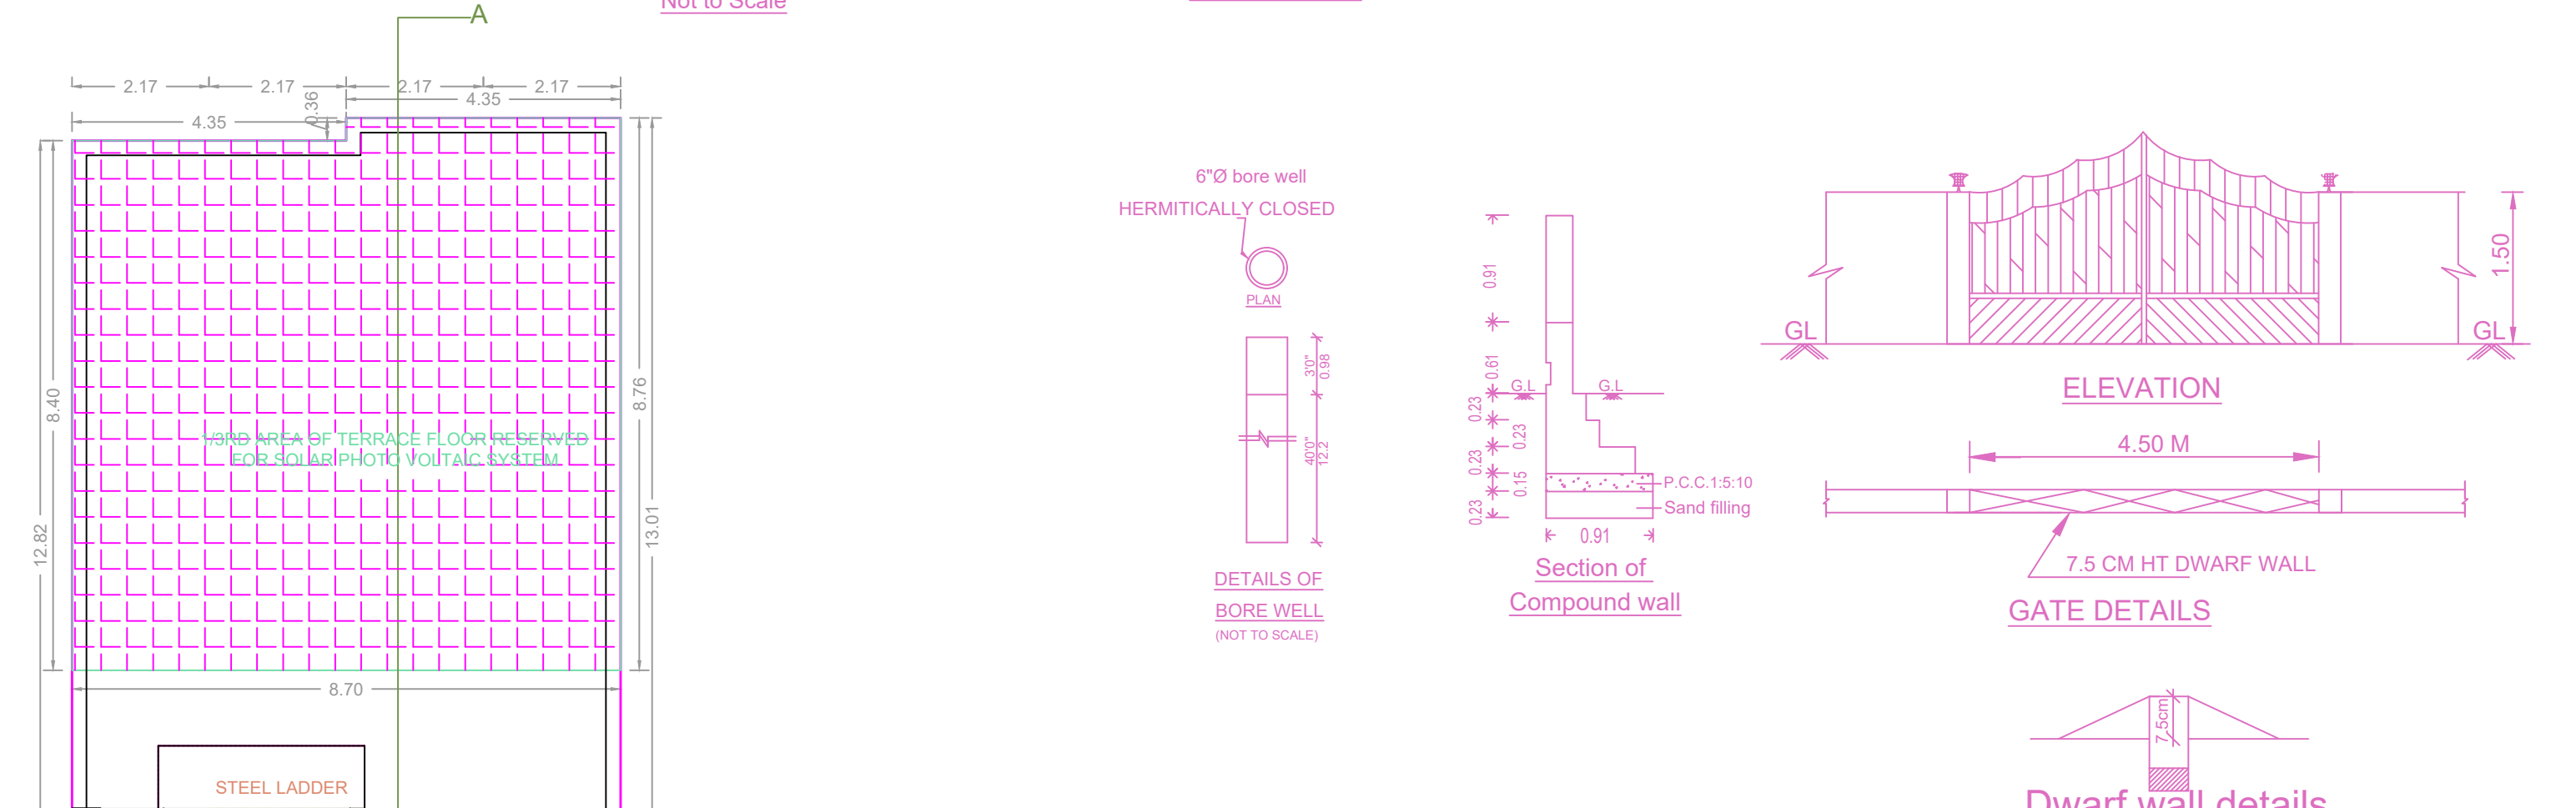 Not to Scale
A
2.17
2.17
2.17
2.17
4.35
0.36
4.35
8.40
12.82
8.76
13.01
1/3RD AREA OF TERRACE FLOOR RESERVED
FOR SOLAR PHOTO VOLTAIC SYSTEM
8.70
STEEL LADDER
6"Ø bore well
HERMITICALLY CLOSED
PLAN
3'0"
0.98
40'0"
12.2
DETAILS OF
BORE WELL
(NOT TO SCALE)
0.91
0.61
G.L
G.L
0.23
0.23
0.23
0.15
0.23
P.C.C.1:5:10
Sand filling
0.91
Section of
Compound wall
1.50
GL
GL
ELEVATION
4.50 M
7.5 CM HT DWARF WALL
GATE DETAILS
7.5cm
Dwarf wall details